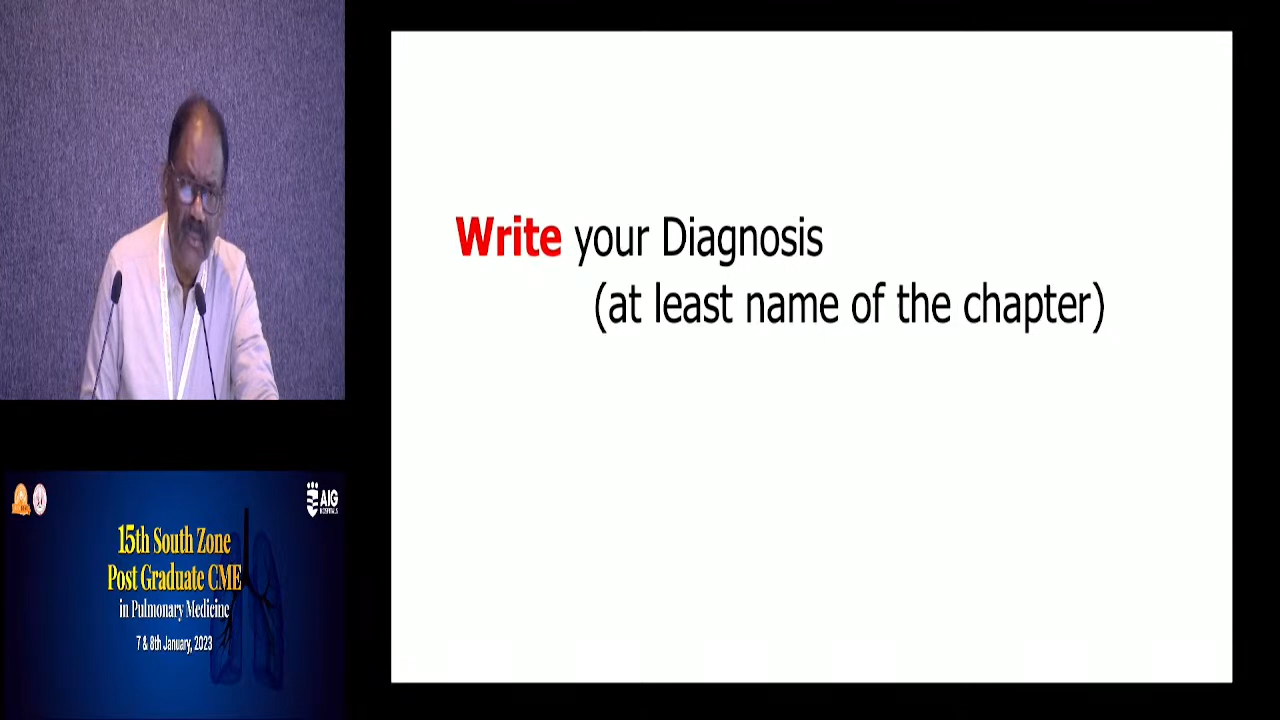 Write your Diagnosis
(at least name of the chapter)
AIG
HOSPITALS
15th South Zone
Post Graduate CME
in Pulmonary Medicine
7 & 8th January, 2023